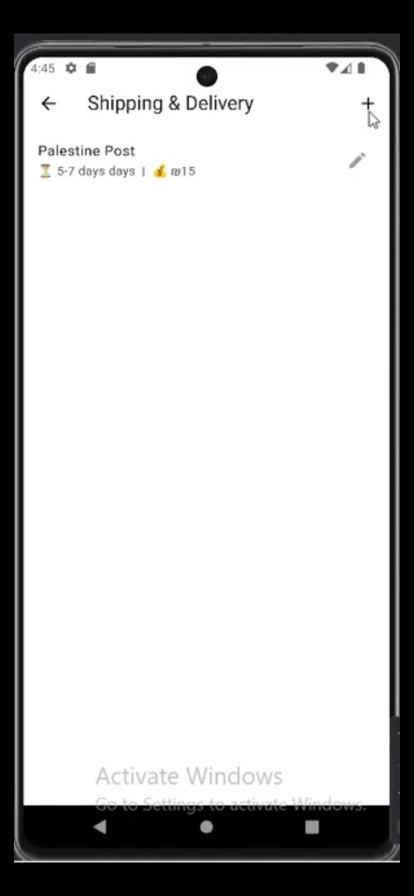 4:45
Shipping & Delivery
Palestine Post
⏳ 5-7 days days | 💰 ₪15
Activate Windows
Go to Settings to activate Windows.